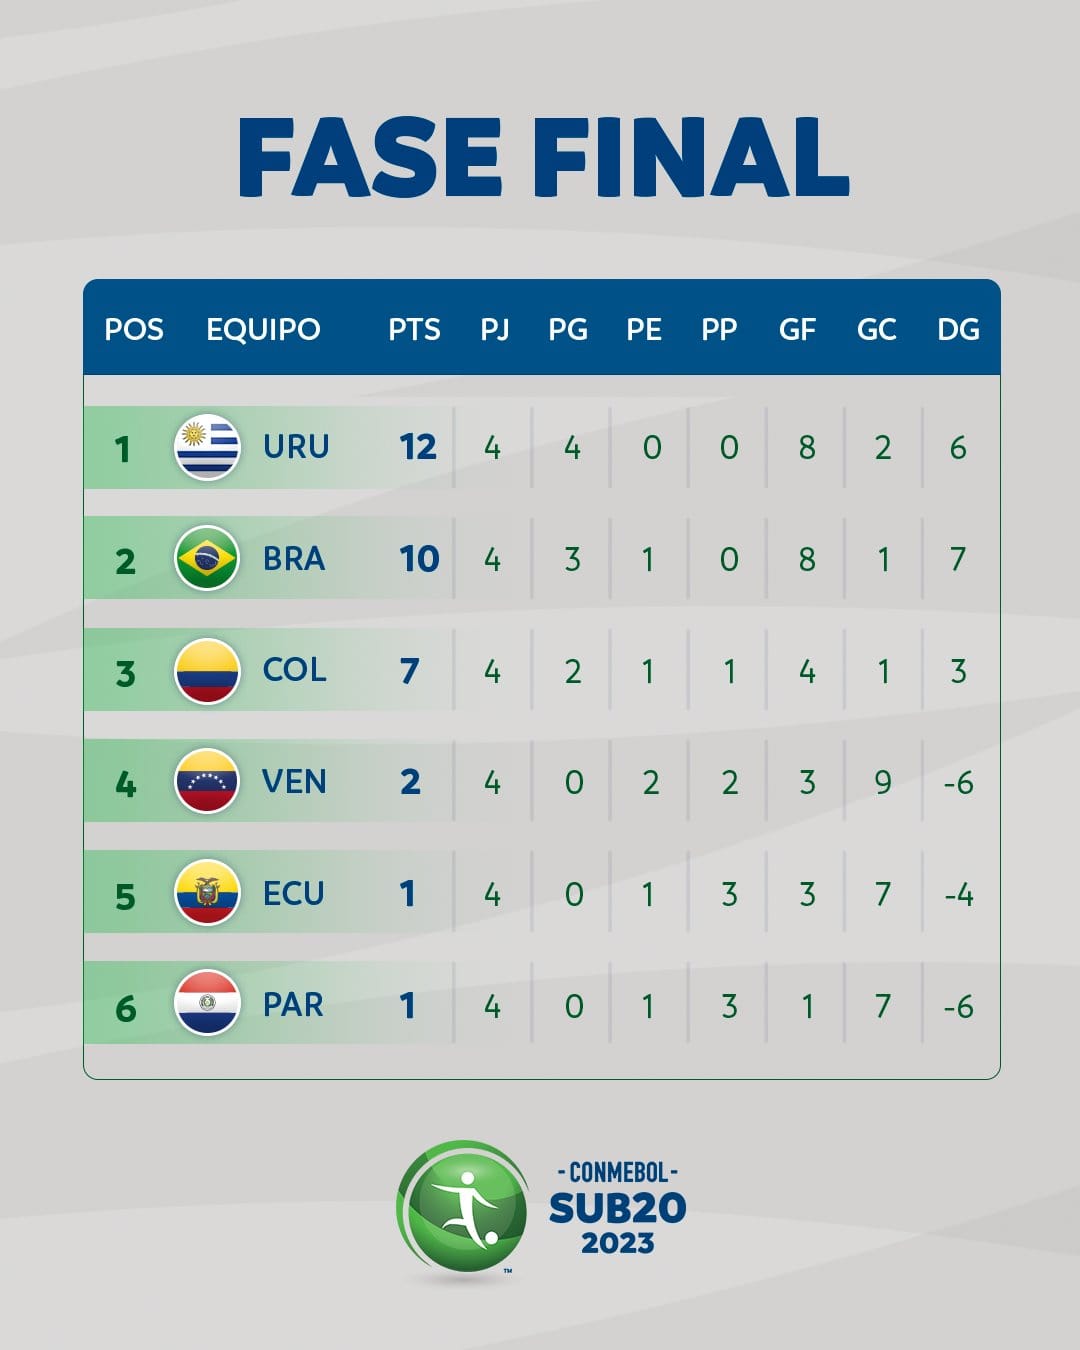 FASE FINAL
POS EQUIPO PTS PJ PG PE PP GF GC DG
1 URU 12 4 4 0 0 8 2 6
2 BRA 10 4 3 1 0 8 1 7
3 COL 7 4 2 1 1 4 1 3
4 VEN 2 4 0 2 2 3 9 -6
5 ECU 1 4 0 1 3 3 7 -4
6 PAR 1 4 0 1 3 1 7 -6
-CONMEBOL-
SUB20
2023
™